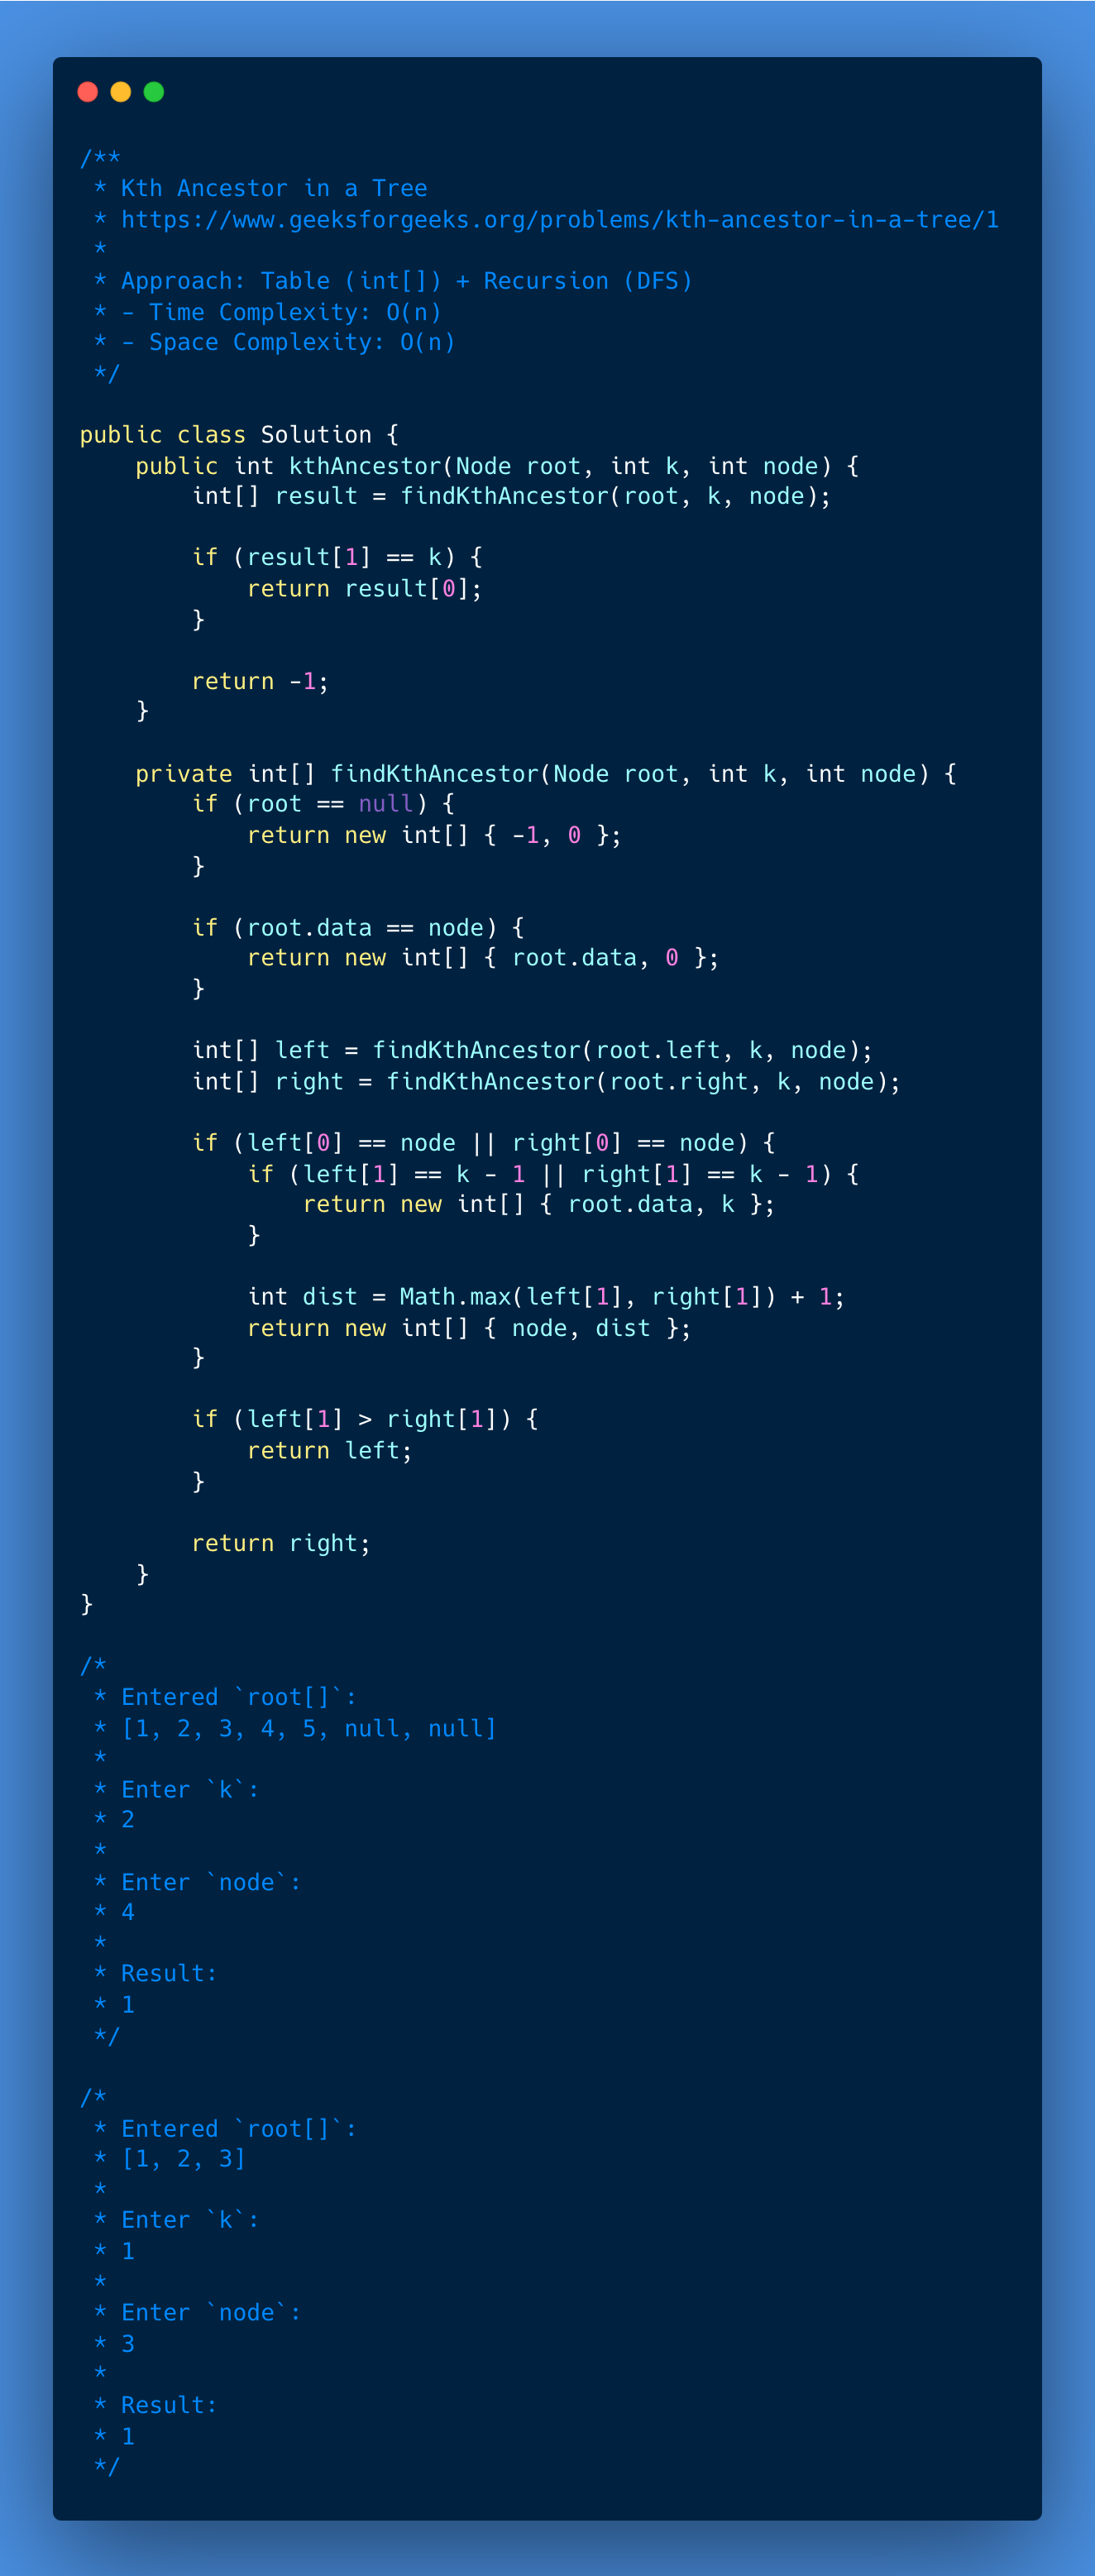 /**
 * Kth Ancestor in a Tree
 * https://www.geeksforgeeks.org/problems/kth-ancestor-in-a-tree/1
 *
 * Approach: Table (int[]) + Recursion (DFS)
 * - Time Complexity: O(n)
 * - Space Complexity: O(n)
 */

public class Solution {
    public int kthAncestor(Node root, int k, int node) {
        int[] result = findKthAncestor(root, k, node);

        if (result[1] == k) {
            return result[0];
        }

        return -1;
    }

    private int[] findKthAncestor(Node root, int k, int node) {
        if (root == null) {
            return new int[] { -1, 0 };
        }

        if (root.data == node) {
            return new int[] { root.data, 0 };
        }

        int[] left = findKthAncestor(root.left, k, node);
        int[] right = findKthAncestor(root.right, k, node);

        if (left[0] == node || right[0] == node) {
            if (left[1] == k - 1 || right[1] == k - 1) {
                return new int[] { root.data, k };
            }

            int dist = Math.max(left[1], right[1]) + 1;
            return new int[] { node, dist };
        }

        if (left[1] > right[1]) {
            return left;
        }

        return right;
    }
}

/*
 * Entered `root[]`:
 * [1, 2, 3, 4, 5, null, null]
 *
 * Enter `k`:
 * 2
 *
 * Enter `node`:
 * 4
 *
 * Result:
 * 1
 */

/*
 * Entered `root[]`:
 * [1, 2, 3]
 *
 * Enter `k`:
 * 1
 *
 * Enter `node`:
 * 3
 *
 * Result:
 * 1
 */